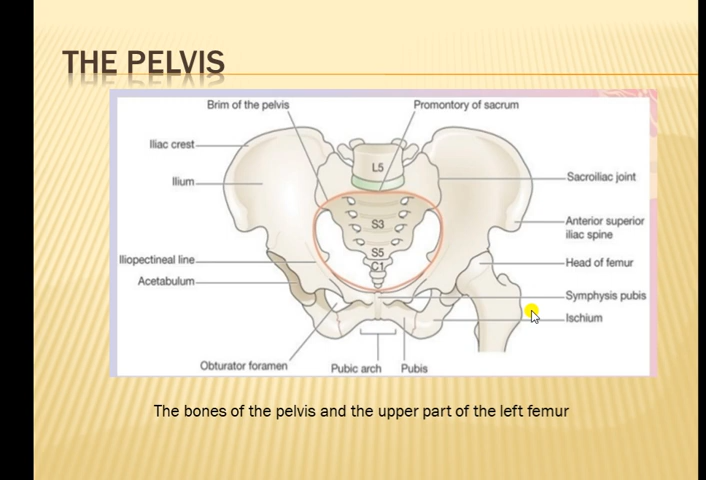 THE PELVIS
Brim of the pelvis
Promontory of sacrum
Iliac crest
L5
Ilium
Sacroiliac joint
S3
Anterior superior
iliac spine
S5
Iliopectineal line
C1
Head of femur
Acetabulum
Symphysis pubis
Ischium
Obturator foramen
Pubic arch
Pubis
The bones of the pelvis and the upper part of the left femur